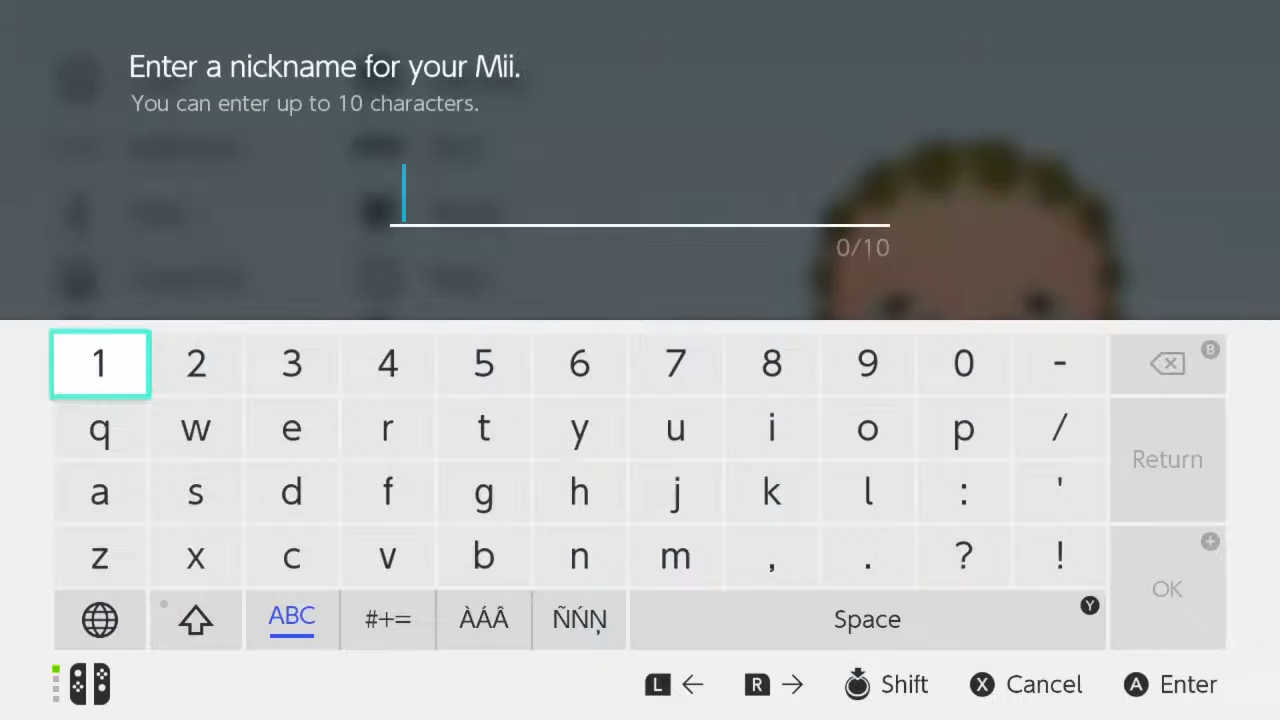 Enter a nickname for your Mii.
You can enter up to 10 characters.
0/10
1 2 3 4 5 6 7 8 9 0 -
B
q w e r t y u i o p /
Return
a s d f g h j k l : '
z x c v b n m , . ? !
+
OK
ABC #+= ÀÁÂ ÑŃŅ Space Y
L ← R → Shift X Cancel A Enter